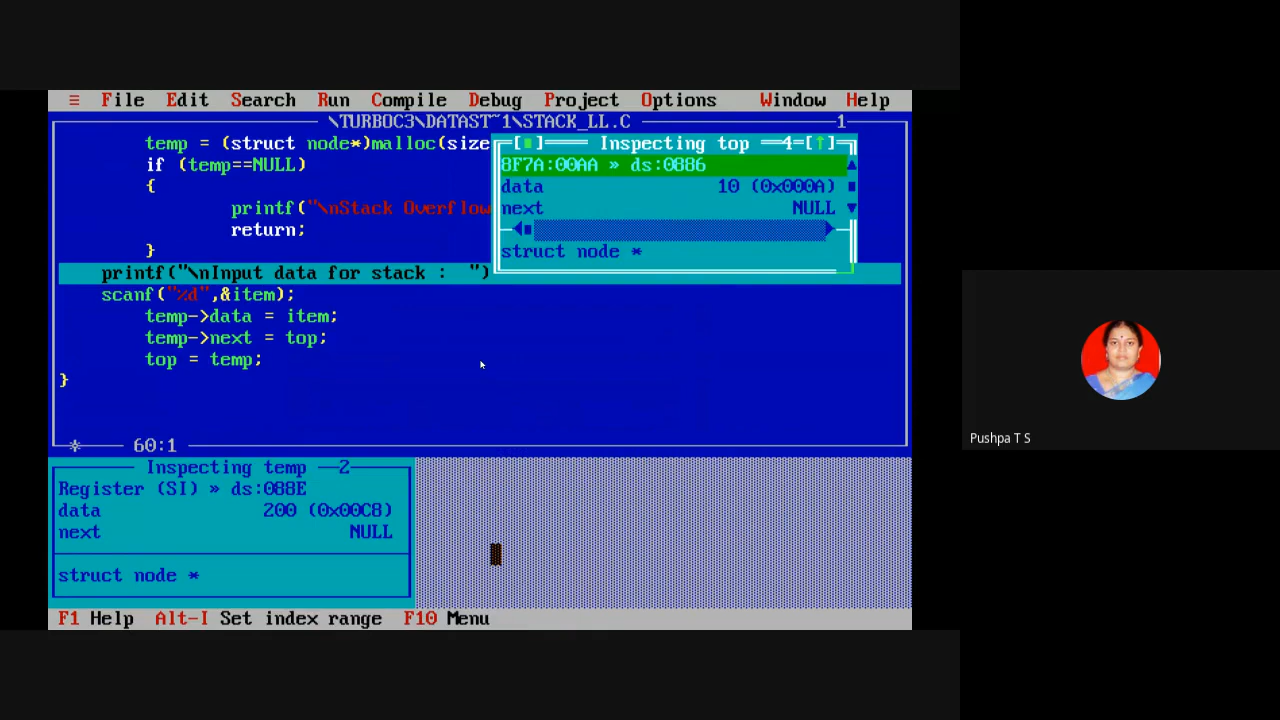 ≡ File Edit Search Run Compile Debug Project Options Window Help
\TURBOC3\DATAST~1\STACK_LL.C 1
temp = (struct node*)malloc(size
if (temp==NULL)
{
printf("\nStack Overflow
return;
}
printf("\nInput data for stack :  ")
scanf("%d",&item);
temp->data = item;
temp->next = top;
top = temp;
}
60:1
[■] Inspecting top 4=[↑]
8F7A:00AA » ds:0886
data 10 (0x000A)
next NULL
struct node *
Inspecting temp 2
Register (SI) » ds:088E
data 200 (0x00C8)
next NULL
struct node *
F1 Help Alt-I Set index range F10 Menu
Pushpa T S